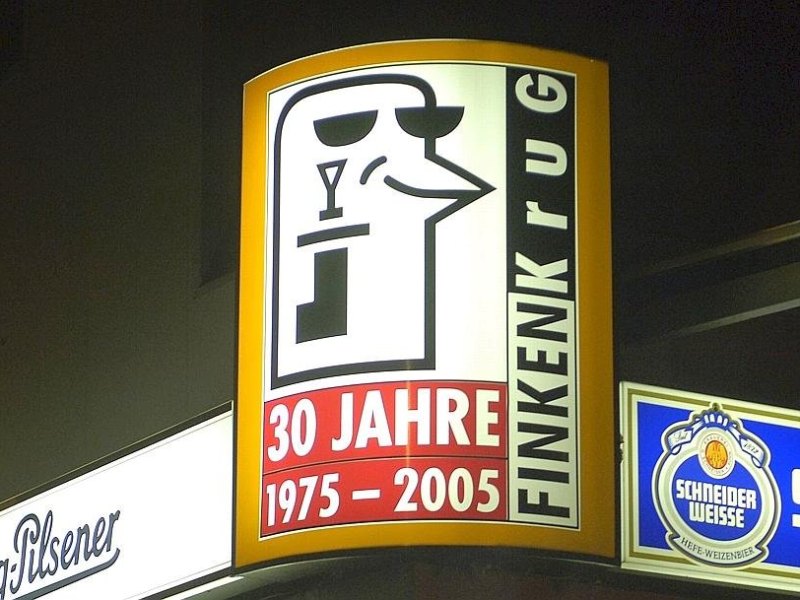 FINKENKruG
30 JAHRE
1975 – 2005
g-Pilsener
SCHNEIDER
WEISSE
HEFE-WEIZENBIER